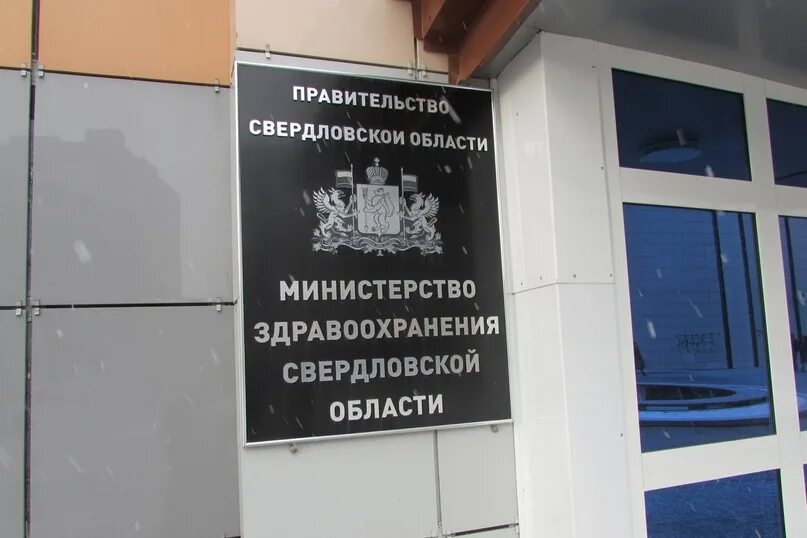 ПРАВИТЕЛЬСТВО
СВЕРДЛОВСКОЙ ОБЛАСТИ
МИНИСТЕРСТВО
ЗДРАВООХРАНЕНИЯ
СВЕРДЛОВСКОЙ
ОБЛАСТИ